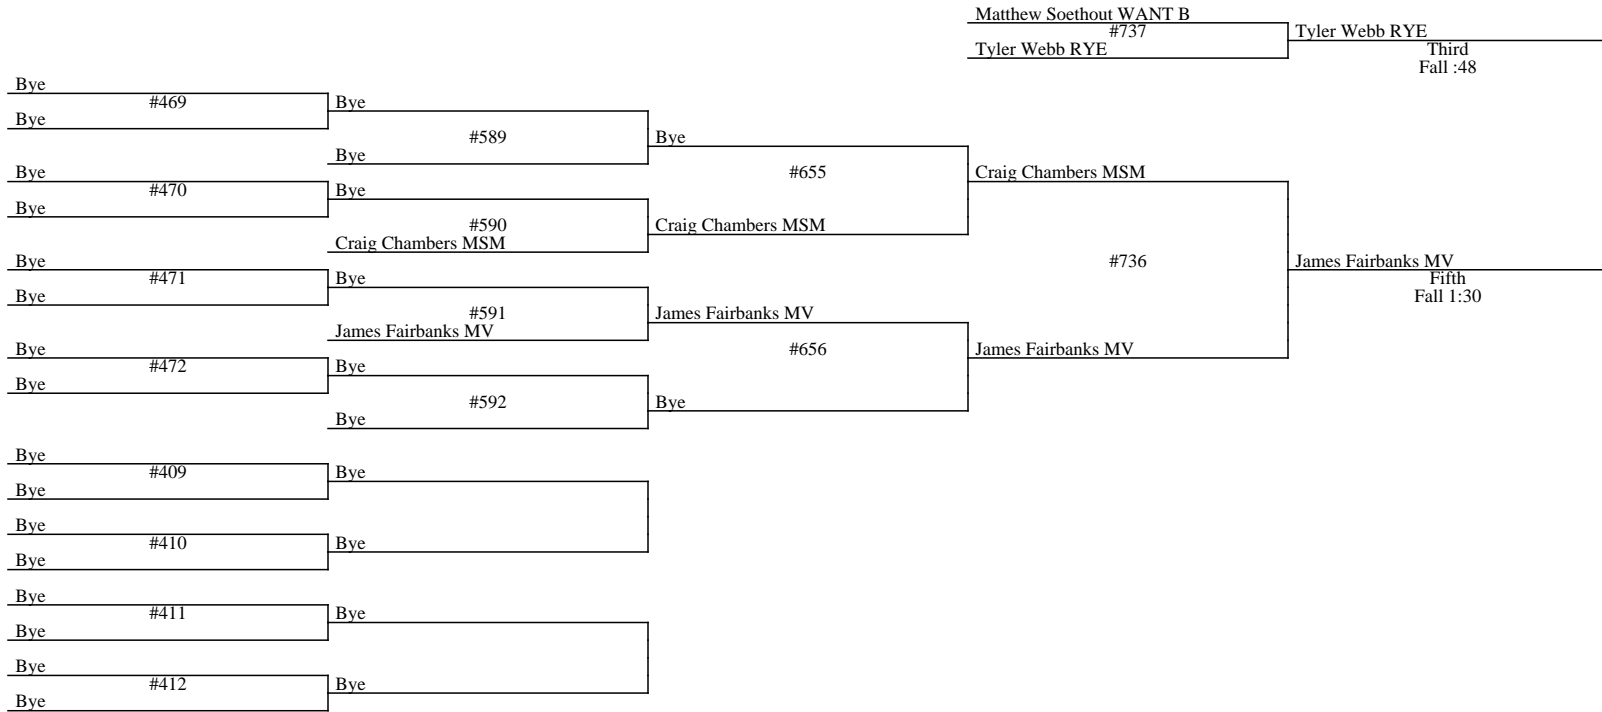 Matthew Soethout WANT B
#737
Tyler Webb RYE
Tyler Webb RYE
Third
Fall :48
Bye
#469
Bye
Bye
#589
Bye
Bye
Bye
#470
Bye
Bye
#590
Craig Chambers MSM
Craig Chambers MSM
#655
Craig Chambers MSM
Bye
#471
Bye
Bye
#591
James Fairbanks MV
James Fairbanks MV
#656
James Fairbanks MV
#736
James Fairbanks MV
Fifth
Fall 1:30
Bye
#472
Bye
Bye
#592
Bye
Bye
Bye
#409
Bye
Bye
Bye
#410
Bye
Bye
Bye
#411
Bye
Bye
Bye
#412
Bye
Bye